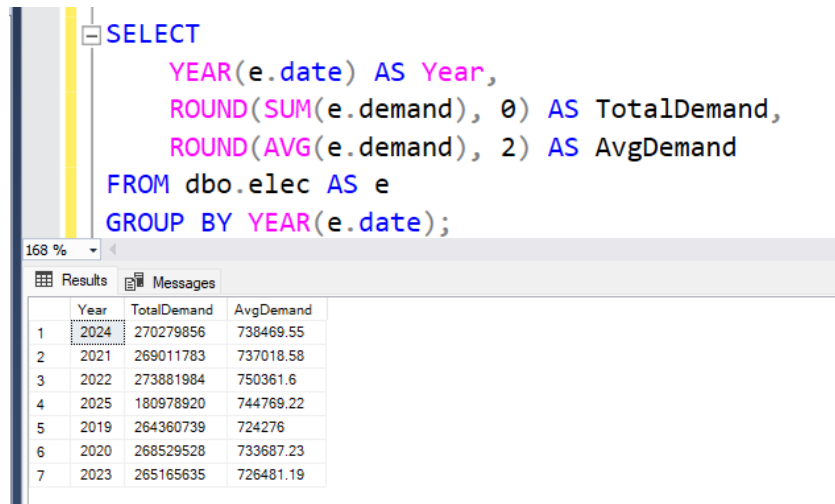 SELECT
YEAR(e.date) AS Year,
ROUND(SUM(e.demand), 0) AS TotalDemand,
ROUND(AVG(e.demand), 2) AS AvgDemand
FROM dbo.elec AS e
GROUP BY YEAR(e.date);
168 %
Results Messages
Year TotalDemand AvgDemand
1 2024 270279856 738469.55
2 2021 269011783 737018.58
3 2022 273881984 750361.6
4 2025 180978920 744769.22
5 2019 264360739 724276
6 2020 268529528 733687.23
7 2023 265165635 726481.19